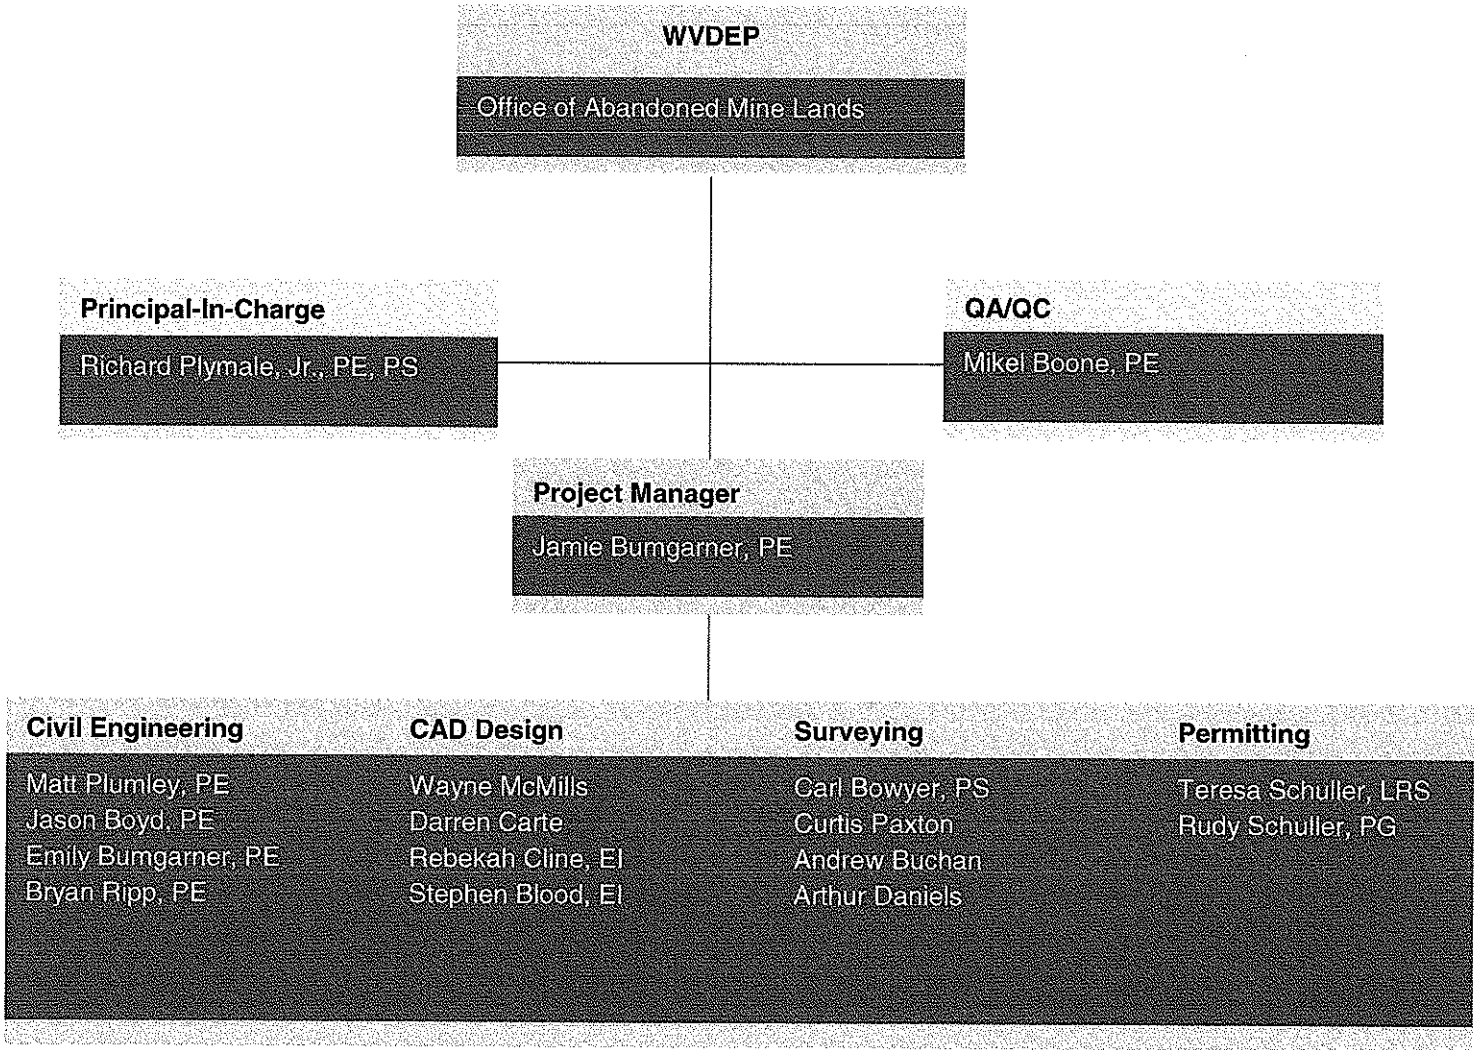 WVDEP
Office of Abandoned Mine Lands
Principal-In-Charge
Richard Plymale, Jr., PE, PS
QA/QC
Mikel Boone, PE
Project Manager
Jamie Bumgarner, PE
Civil Engineering
Matt Plumley, PE
Jason Boyd, PE
Emily Bumgarner, PE
Bryan Ripp, PE
CAD Design
Wayne McMills
Darren Carte
Rebekah Cline, EI
Stephen Blood, EI
Surveying
Carl Bowyer, PS
Curtis Paxton
Andrew Buchan
Arthur Daniels
Permitting
Teresa Schuller, LRS
Rudy Schuller, PG